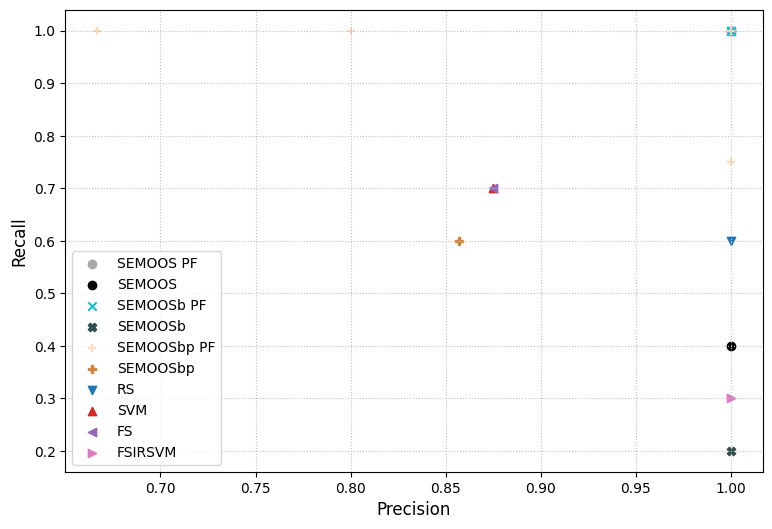 1.0
0.9
0.8
0.7
0.6
0.5
0.4
0.3
0.2
Recall
SEMOOS PF
SEMOOS
SEMOOSb PF
SEMOOSb
SEMOOSbp PF
SEMOOSbp
RS
SVM
FS
FSIRSVM
0.70 0.75 0.80 0.85 0.90 0.95 1.00
Precision